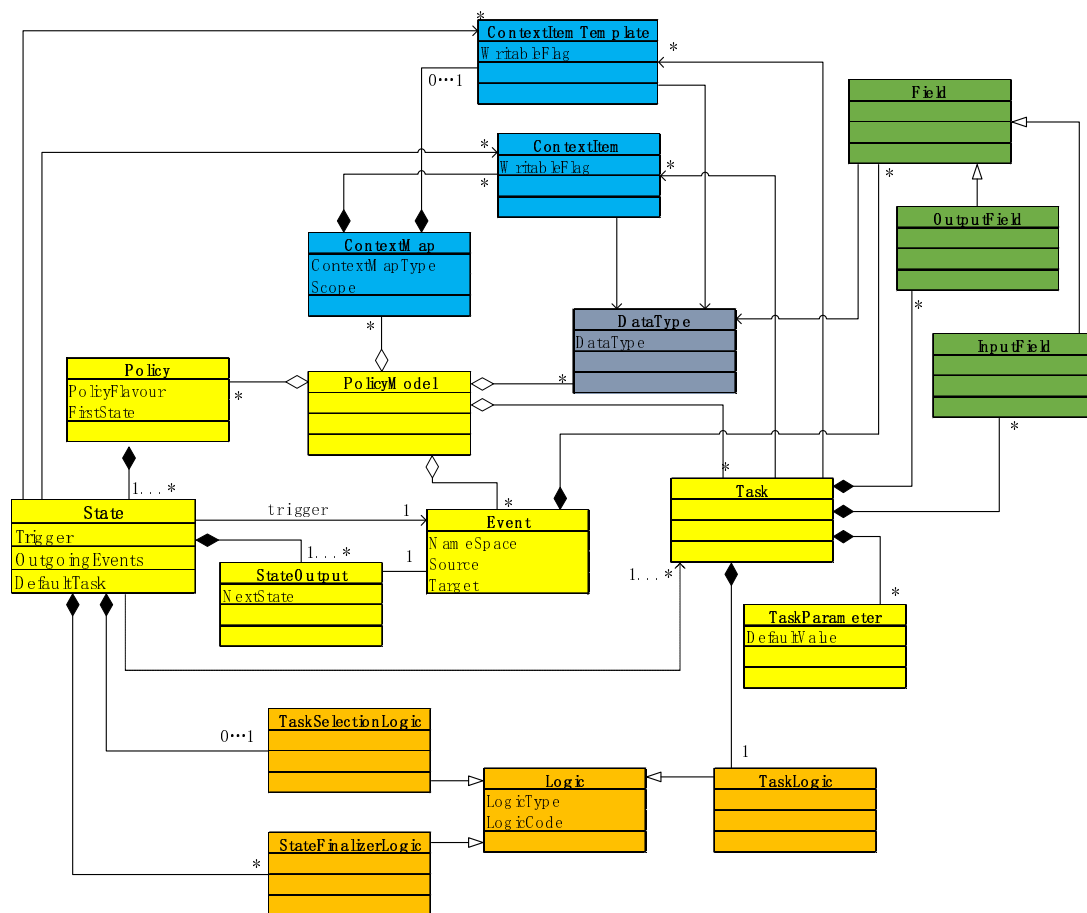 *
ContextItemTemplate
WritableFlag
*
0...1
Field
*
ContextItem
WritableFlag
*
*
*
OutputField
ContextMap
ContextMapType
Scope
*
DataType
DataType
*
InputField
*
Policy
PolicyFlavour
FirstState
*
PolicyModel
*
*
1...*
*
State
Trigger
OutgoingEvents
DefaultTask
trigger
1
Event
NameSpace
Source
Target
Task
1...*
1
StateOutput
NextState
1...*
*
TaskParameter
DefaultValue
TaskSelectionLogic
0...1
1
Logic
LogicType
LogicCode
TaskLogic
StateFinalizerLogic
*